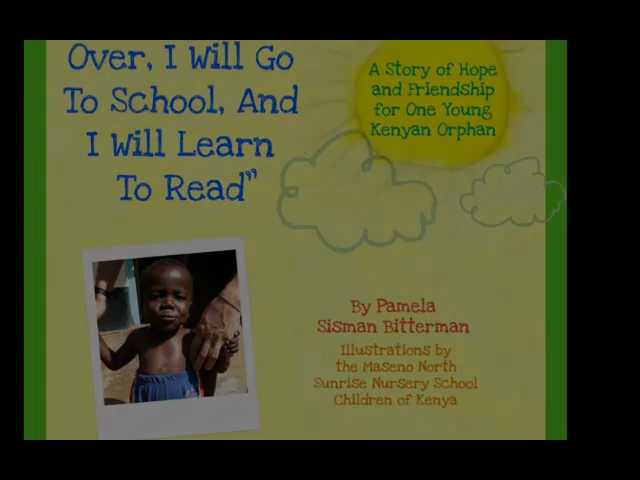 Over, I Will Go
To School, And
I Will Learn
To Read"
A Story of Hope
and Friendship
for One Young
Kenyan Orphan
By Pamela
Sisman Bitterman
Illustrations by
the Maseno North
Sunrise Nursery School
Children of Kenya